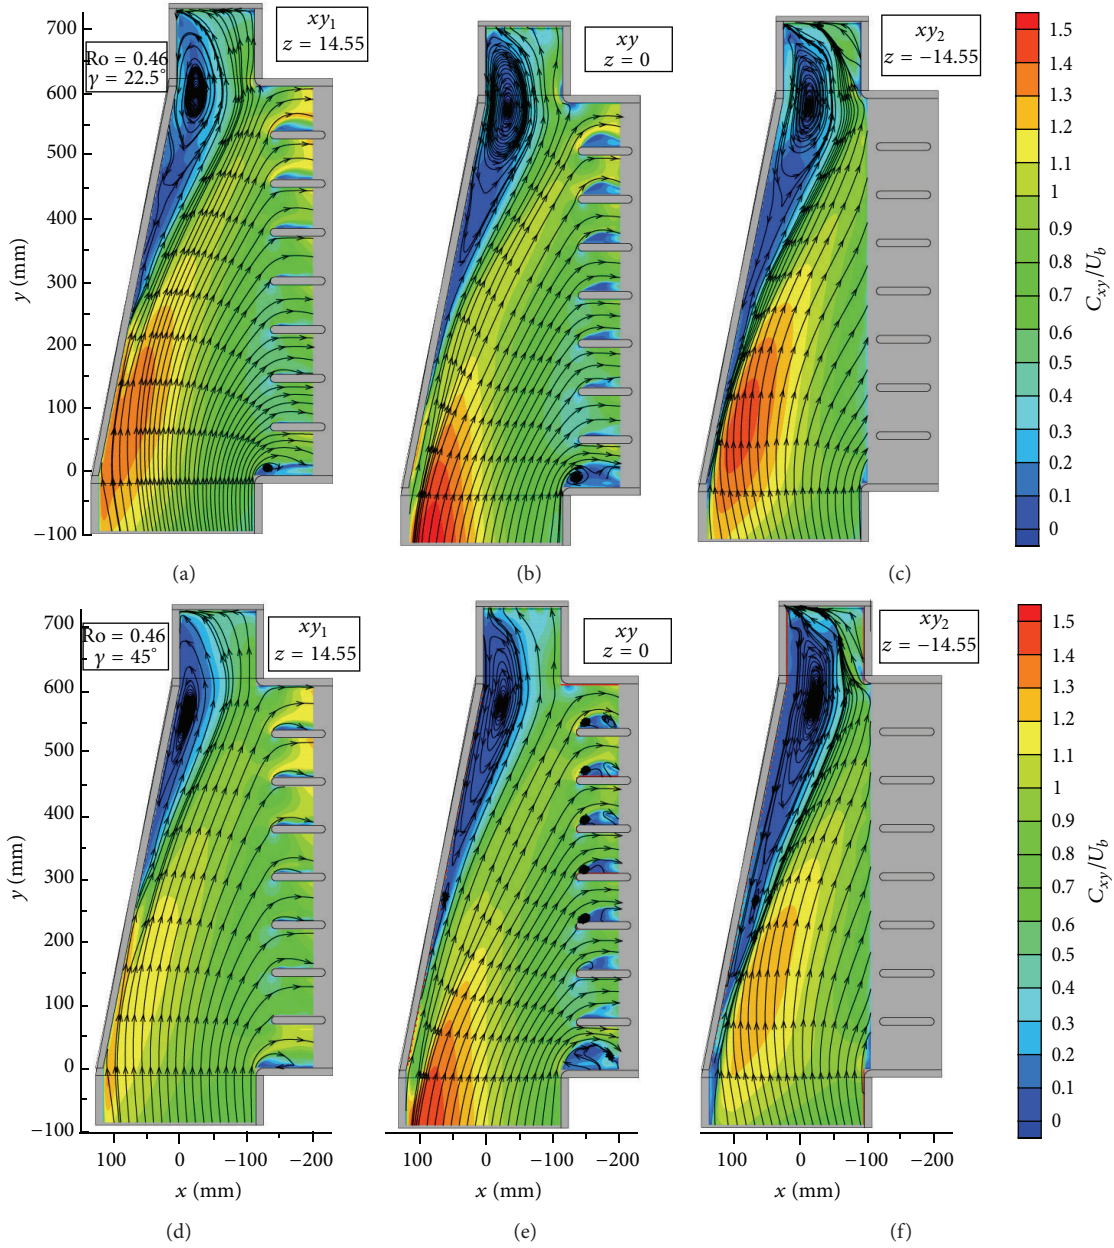 700
600
500
400
300
200
100
0
−100
y (mm)
Ro = 0.46
γ = 22.5°
xy₁
z = 14.55
xy
z = 0
xy₂
z = −14.55
1.5
1.4
1.3
1.2
1.1
1
0.9
0.8
0.7
0.6
0.5
0.4
0.3
0.2
0.1
0
C_xy/U_b
(a)
(b)
(c)
700
600
500
400
300
200
100
0
−100
y (mm)
Ro = 0.46
γ = 45°
xy₁
z = 14.55
xy
z = 0
xy₂
z = −14.55
1.5
1.4
1.3
1.2
1.1
1
0.9
0.8
0.7
0.6
0.5
0.4
0.3
0.2
0.1
0
C_xy/U_b
100 0 −100 −200
100 0 −100 −200
100 0 −100 −200
x (mm)
x (mm)
x (mm)
(d)
(e)
(f)